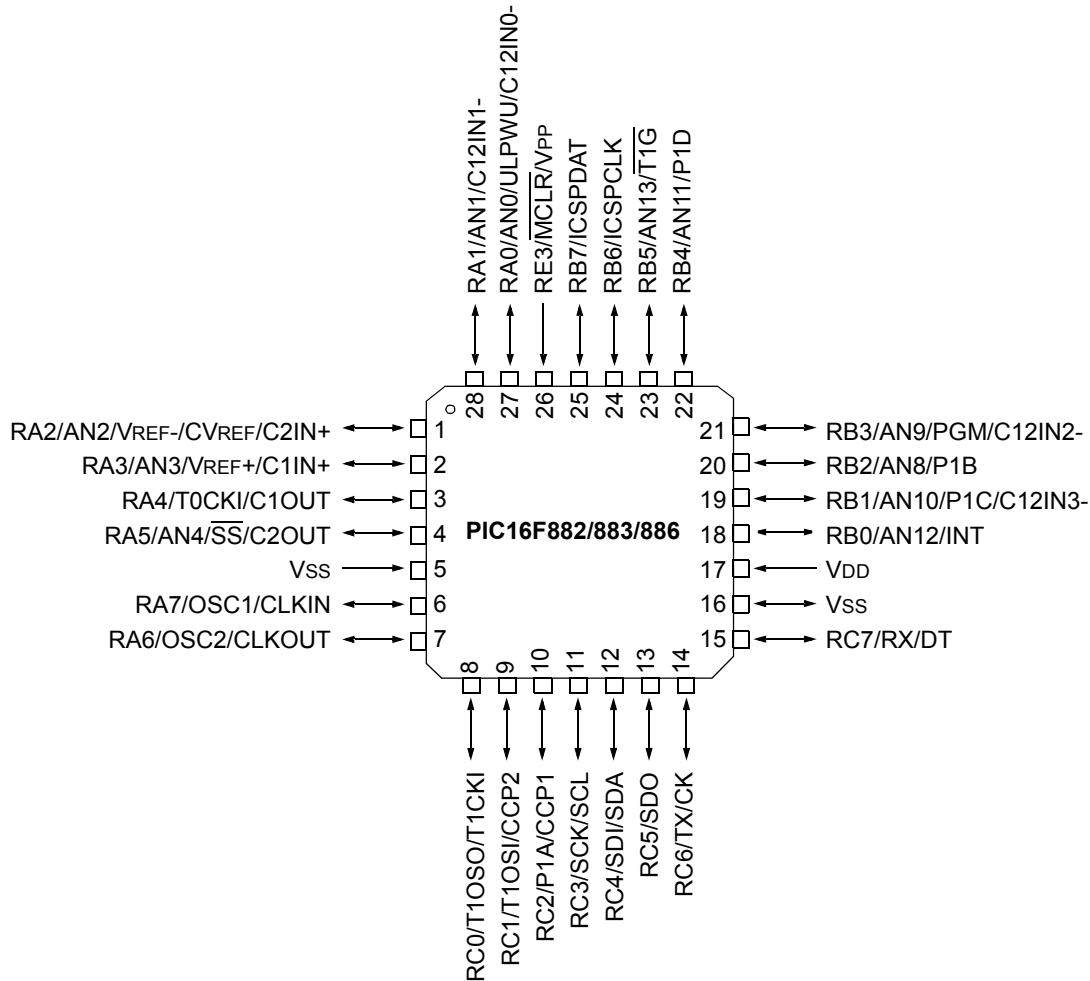 RA1/AN1/C12IN1-
RA0/AN0/ULPWU/C12IN0-
RE3/MCLR/VPP
RB7/ICSPDAT
RB6/ICSPCLK
RB5/AN13/T1G
RB4/AN11/P1D
28
27
26
25
24
23
22
RA2/AN2/VREF-/CVREF/C2IN+
1
RA3/AN3/VREF+/C1IN+
2
RA4/T0CKI/C1OUT
3
RA5/AN4/SS/C2OUT
4
VSS
5
RA7/OSC1/CLKIN
6
RA6/OSC2/CLKOUT
7
PIC16F882/883/886
21
RB3/AN9/PGM/C12IN2-
20
RB2/AN8/P1B
19
RB1/AN10/P1C/C12IN3-
18
RB0/AN12/INT
17
VDD
16
VSS
15
RC7/RX/DT
8
9
10
11
12
13
14
RC0/T1OSO/T1CKI
RC1/T1OSI/CCP2
RC2/P1A/CCP1
RC3/SCK/SCL
RC4/SDI/SDA
RC5/SDO
RC6/TX/CK